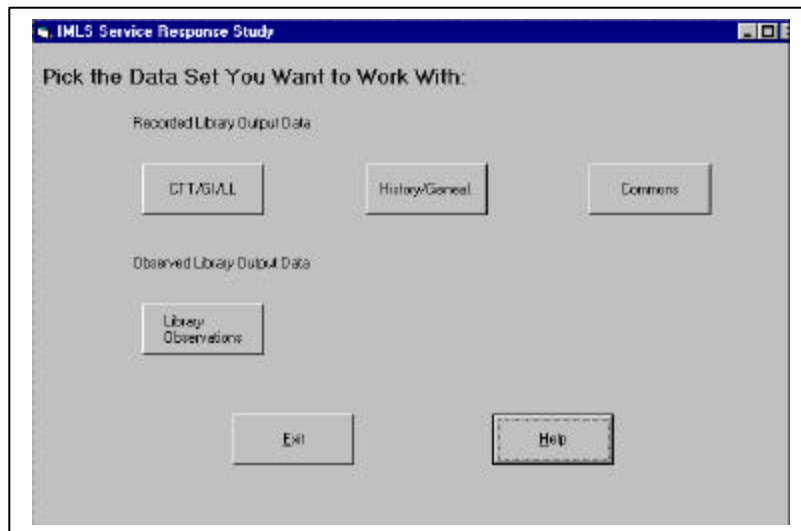 IMLS Service Response Study
Pick the Data Set You Want to Work With:
Recorded Library Output Data
CTT/GI/LL
History/Geneal.
Commons
Observed Library Output Data
Library
Observations
Exit
Help